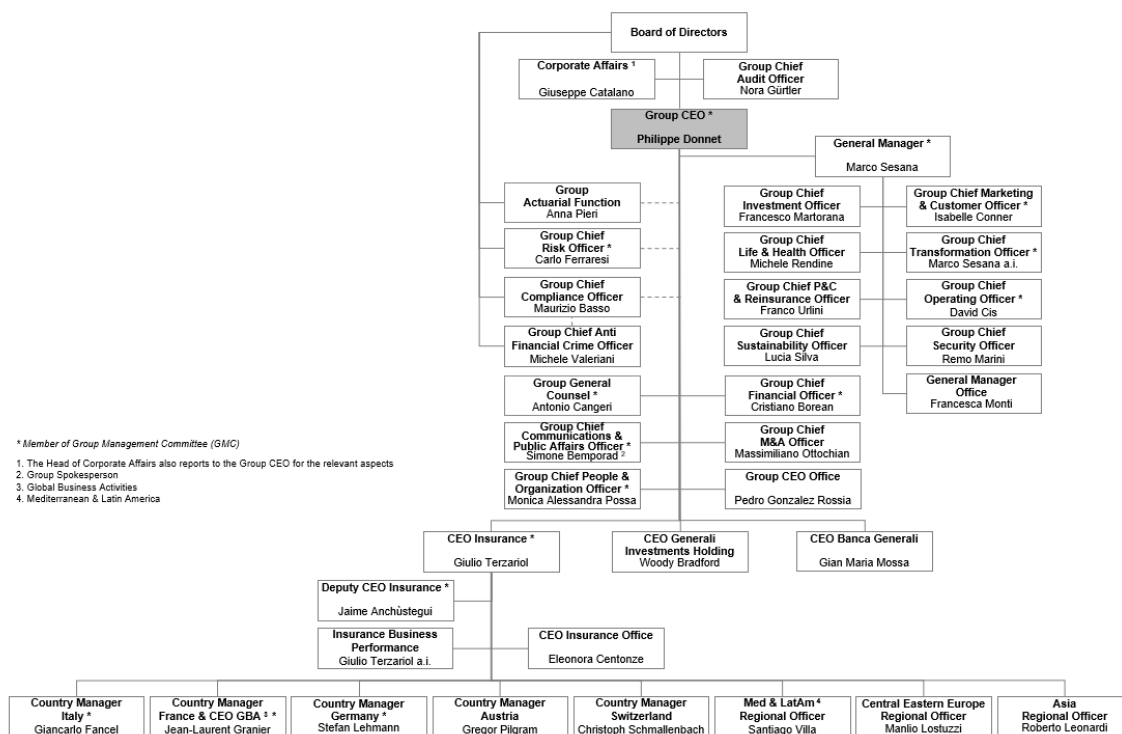 Board of Directors
Corporate Affairs ¹
Giuseppe Catalano
Group Chief
Audit Officer
Nora Gürtler
Group CEO *
Philippe Donnet
General Manager *
Marco Sesana
Group
Actuarial Function
Anna Pieri
Group Chief
Investment Officer
Francesco Martorana
Group Chief Marketing
& Customer Officer *
Isabelle Conner
Group Chief
Risk Officer *
Carlo Ferraresi
Group Chief
Life & Health Officer
Michele Rendine
Group Chief
Transformation Officer *
Marco Sesana a.i.
Group Chief
Compliance Officer
Maurizio Basso
Group Chief P&C
& Reinsurance Officer
Franco Urlini
Group Chief
Operating Officer *
David Cis
Group Chief Anti
Financial Crime Officer
Michele Valeriani
Group Chief
Sustainability Officer
Lucia Silva
Group Chief
Security Officer
Remo Marini
Group General
Counsel *
Antonio Cangeri
Group Chief
Financial Officer *
Cristiano Borean
General Manager
Office
Francesca Monti
Group Chief
Communications &
Public Affairs Officer *
Simone Bemporad ²
Group Chief
M&A Officer
Massimiliano Ottochian
Group Chief People &
Organization Officer *
Monica Alessandra Possa
Group CEO Office
Pedro Gonzalez Rossia
* Member of Group Management Committee (GMC)
1. The Head of Corporate Affairs also reports to the Group CEO for the relevant aspects
2. Group Spokesperson
3. Global Business Activities
4. Mediterranean & Latin America
CEO Insurance *
Giulio Terzariol
CEO Generali
Investments Holding
Woody Bradford
CEO Banca Generali
Gian Maria Mossa
Deputy CEO Insurance *
Jaime Anchùstegui
Insurance Business
Performance
Giulio Terzariol a.i.
CEO Insurance Office
Eleonora Centonze
Country Manager
Italy *
Giancarlo Fancel
Country Manager
France & CEO GBA ³ *
Jean-Laurent Granier
Country Manager
Germany *
Stefan Lehmann
Country Manager
Austria
Gregor Pilgram
Country Manager
Switzerland
Christoph Schmallenbach
Med & LatAm ⁴
Regional Officer
Santiago Villa
Central Eastern Europe
Regional Officer
Manlio Lostuzzi
Asia
Regional Officer
Roberto Leonardi